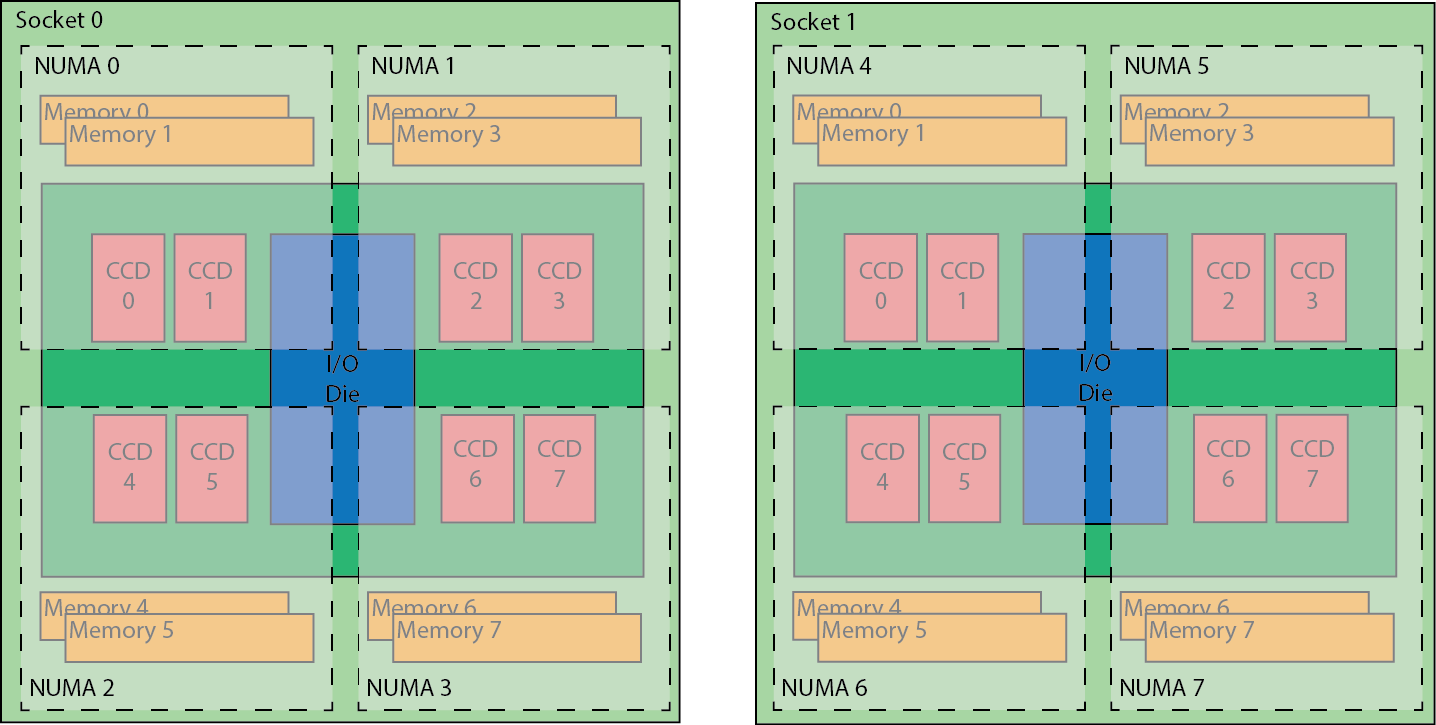 Socket 0
NUMA 0
NUMA 1
Memory 0
Memory 1
Memory 2
Memory 3
CCD
0
CCD
1
CCD
2
CCD
3
I/O
Die
CCD
4
CCD
5
CCD
6
CCD
7
Memory 4
Memory 5
Memory 6
Memory 7
NUMA 2
NUMA 3
Socket 1
NUMA 4
NUMA 5
Memory 0
Memory 1
Memory 2
Memory 3
CCD
0
CCD
1
CCD
2
CCD
3
I/O
Die
CCD
4
CCD
5
CCD
6
CCD
7
Memory 4
Memory 5
Memory 6
Memory 7
NUMA 6
NUMA 7